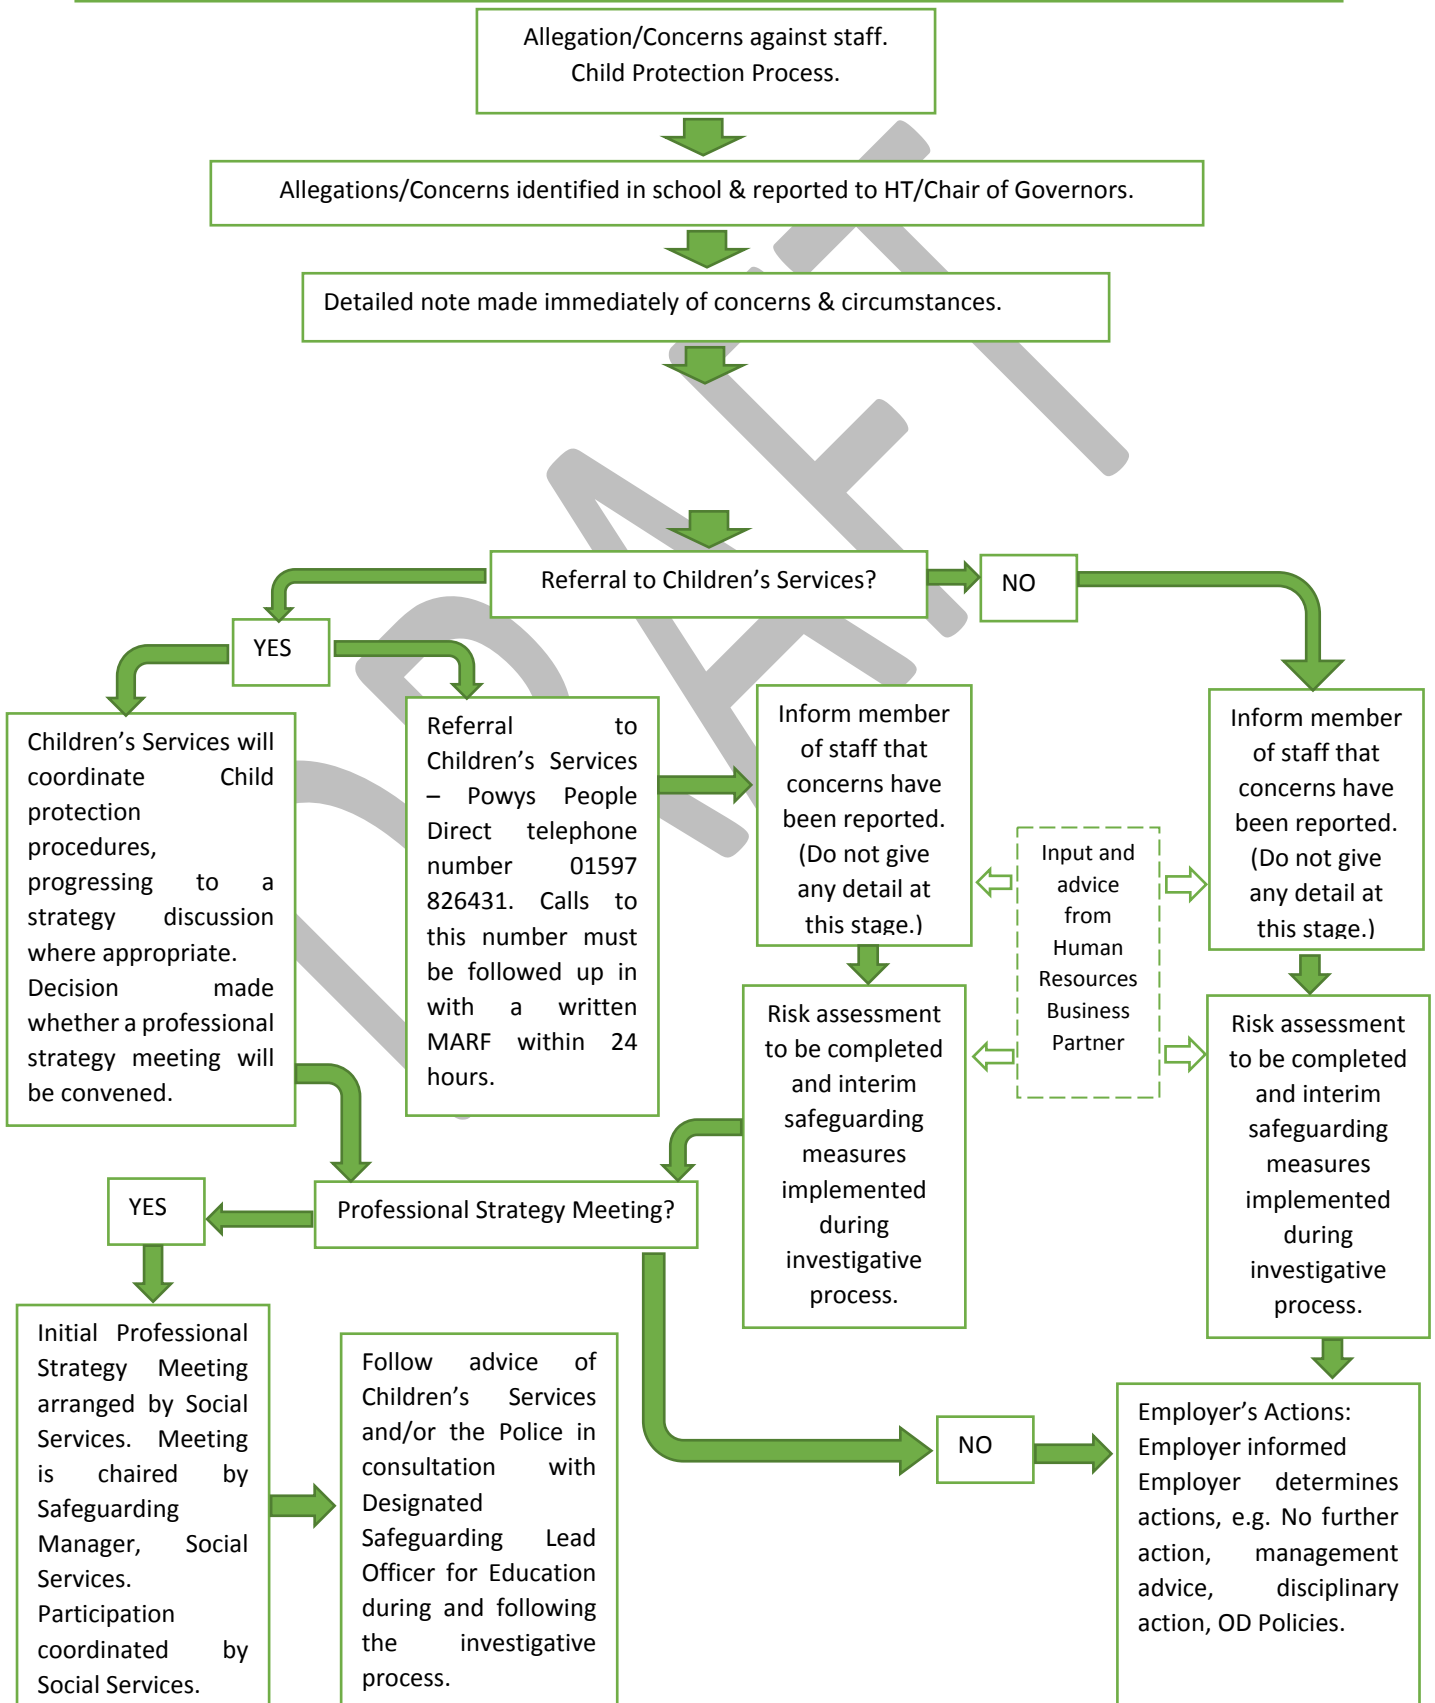 Allegation/Concerns against staff.
Child Protection Process.
Allegations/Concerns identified in school & reported to HT/Chair of Governors.
Detailed note made immediately of concerns & circumstances.
Referral to Children’s Services?
NO
YES
Children’s Services will
coordinate Child
protection
procedures,
progressing to a
strategy discussion
where appropriate.
Decision made
whether a professional
strategy meeting will
be convened.
Referral to
Children’s Services
– Powys People
Direct telephone
number 01597
826431. Calls to
this number must
be followed up in
with a written
MARF within 24
hours.
Inform member
of staff that
concerns have
been reported.
(Do not give
any detail at
this stage.)
Input and
advice
from
Human
Resources
Business
Partner
Inform member
of staff that
concerns have
been reported.
(Do not give
any detail at
this stage.)
Risk assessment
to be completed
and interim
safeguarding
measures
implemented
during
investigative
process.
Risk assessment
to be completed
and interim
safeguarding
measures
implemented
during
investigative
process.
Professional Strategy Meeting?
YES
Initial Professional
Strategy Meeting
arranged by Social
Services. Meeting
is chaired by
Safeguarding
Manager, Social
Services.
Participation
coordinated by
Social Services.
Follow advice of
Children’s Services
and/or the Police in
consultation with
Designated
Safeguarding Lead
Officer for Education
during and following
the investigative
process.
NO
Employer’s Actions:
Employer informed
Employer determines
actions, e.g. No further
action, management
advice, disciplinary
action, OD Policies.
DRAFT